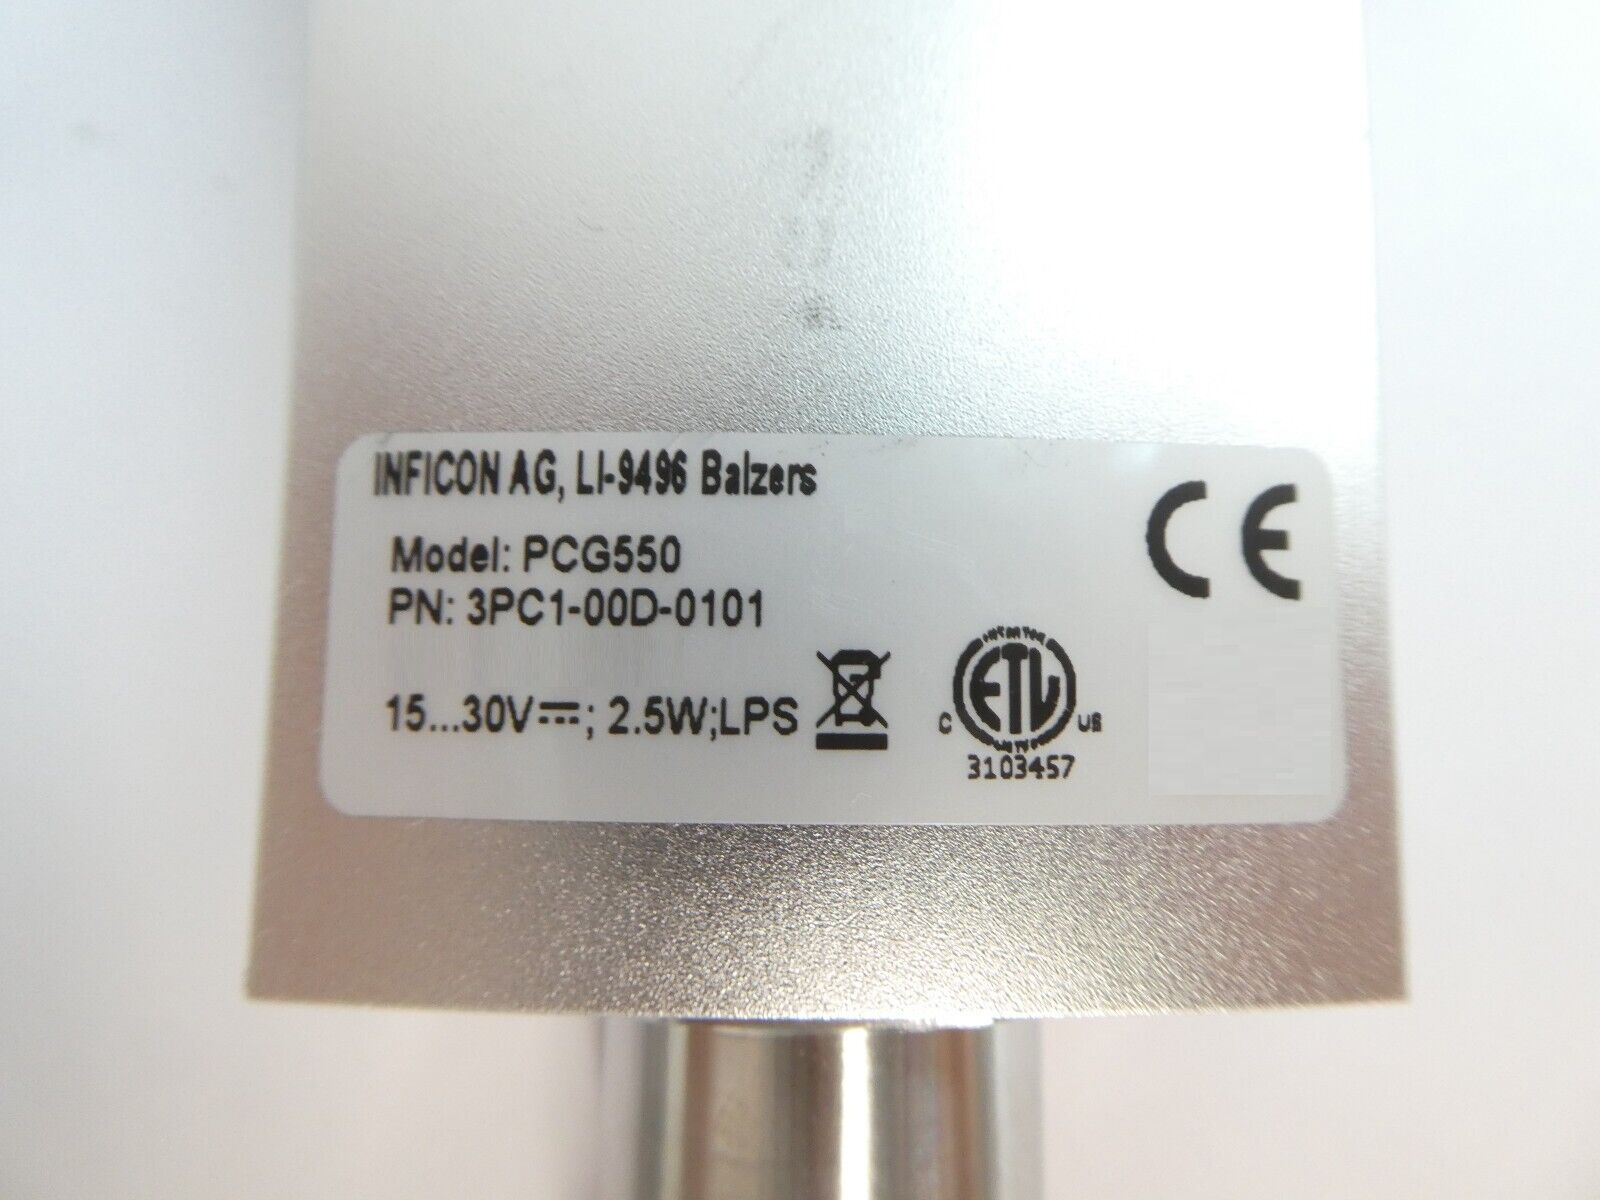 INFICON AG, LI-9496 Balzers
CE
Model: PCG550
PN: 3PC1-00D-0101
15...30V⎓; 2.5W;LPS
ETL
C US
3103457